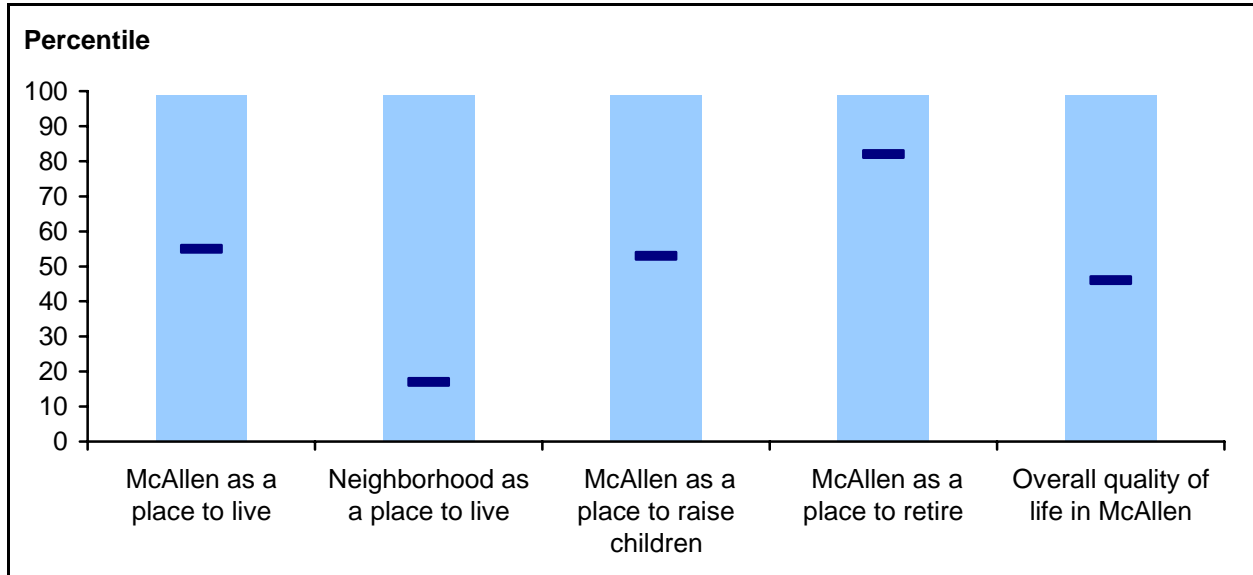 Percentile
100
90
80
70
60
50
40
30
20
10
0
McAllen as a
place to live
Neighborhood as
a place to live
McAllen as a
place to raise
children
McAllen as a
place to retire
Overall quality of
life in McAllen